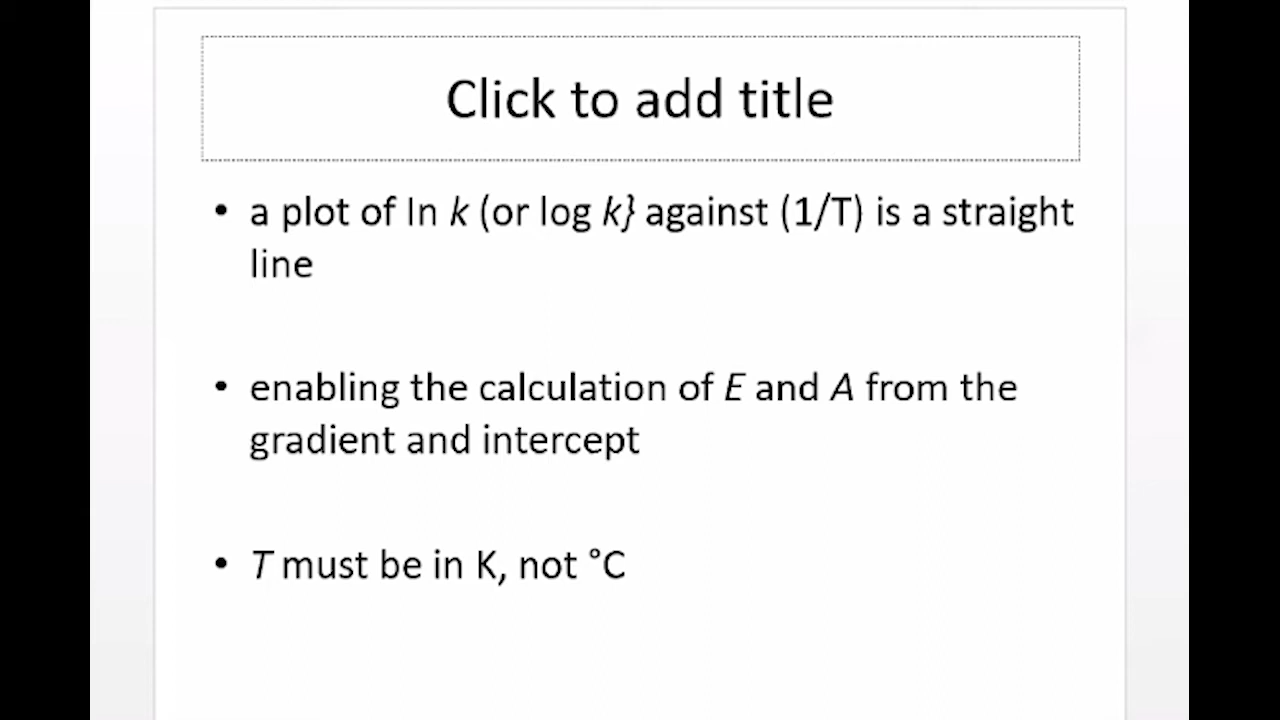 Click to add title
• a plot of In k (or log k} against (1/T) is a straight
line
• enabling the calculation of E and A from the
gradient and intercept
• T must be in K, not °C